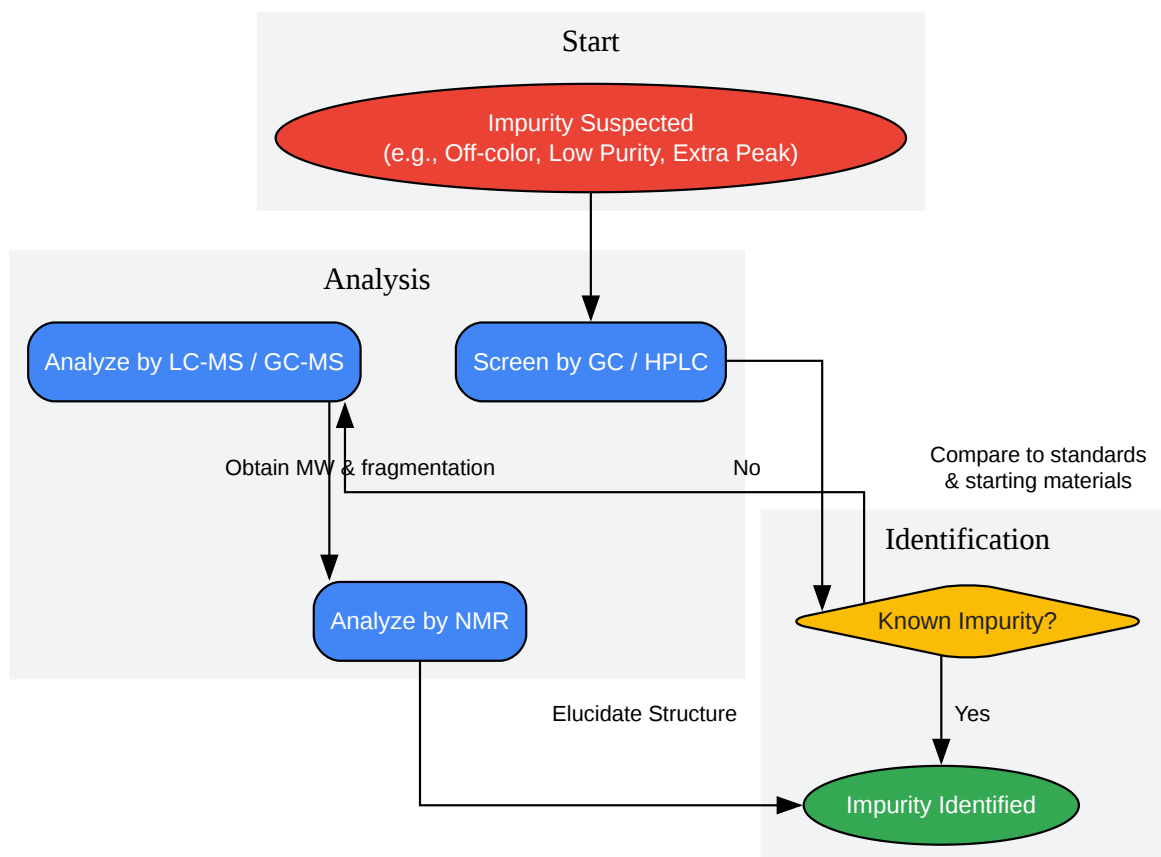 Start
Impurity Suspected
(e.g., Off-color, Low Purity, Extra Peak)
Analysis
Analyze by LC-MS / GC-MS
Screen by GC / HPLC
Obtain MW & fragmentation
No
Compare to standards
& starting materials
Identification
Analyze by NMR
Known Impurity?
Elucidate Structure
Yes
Impurity Identified